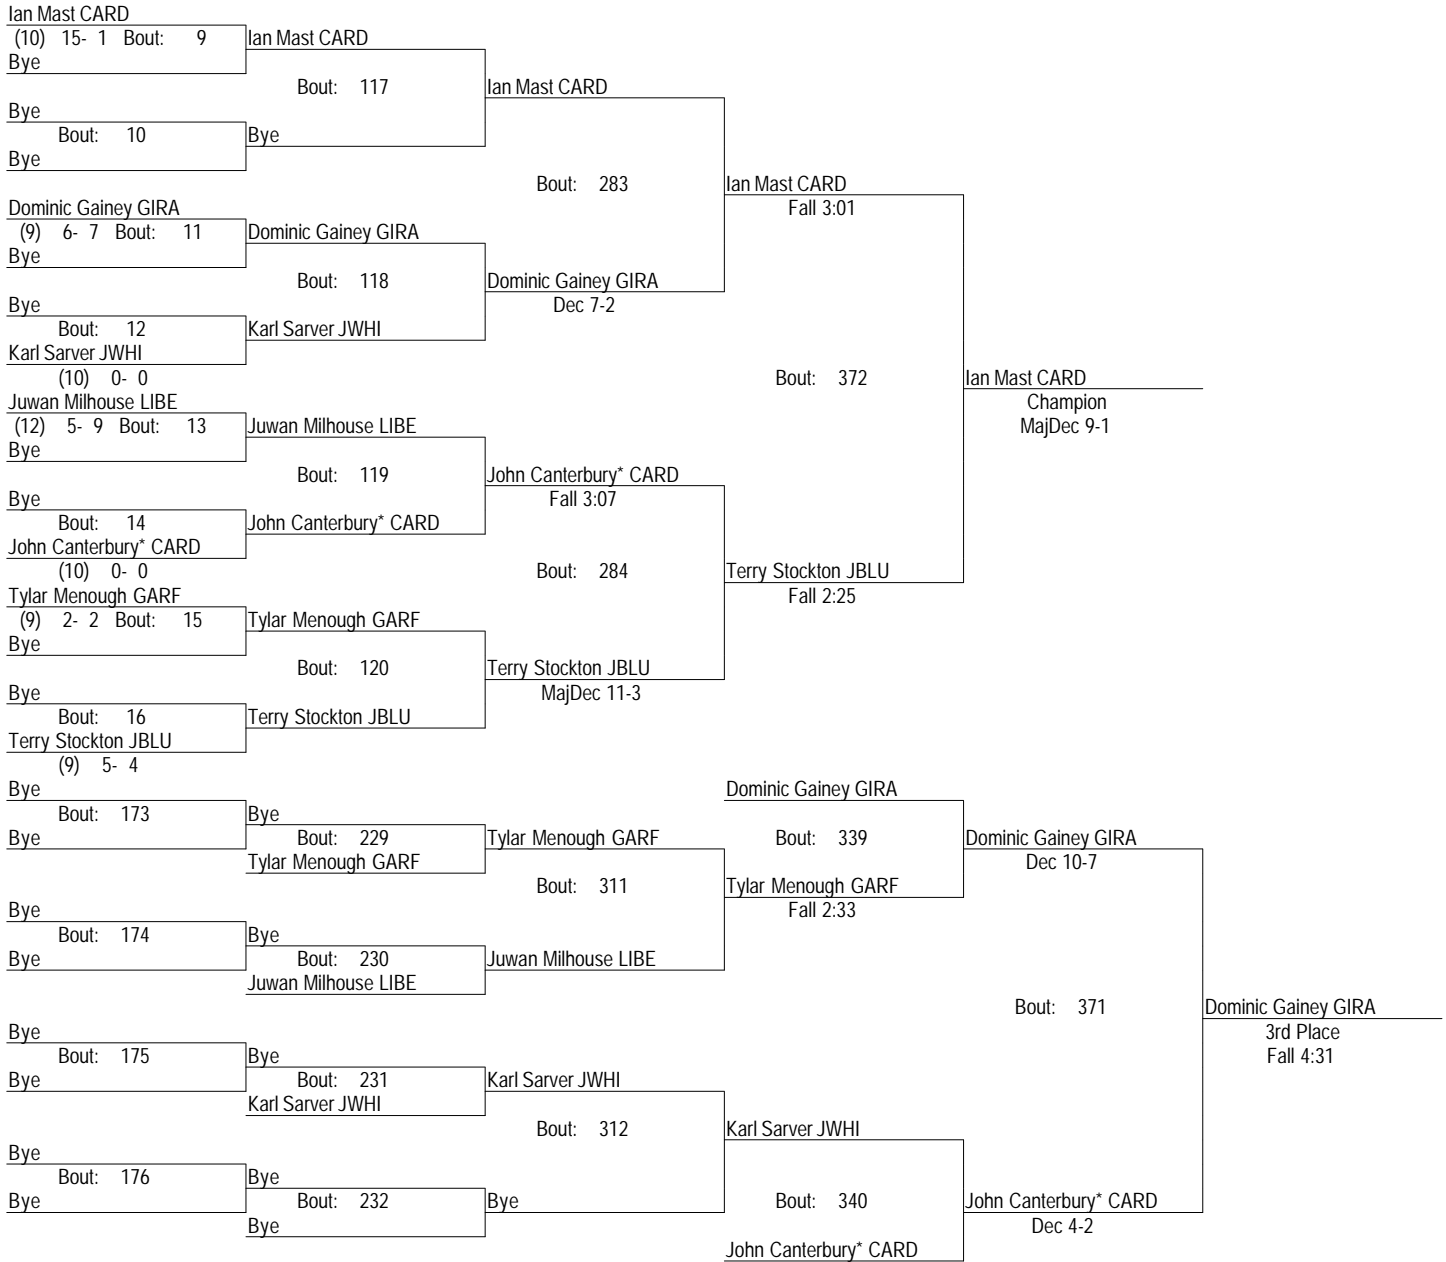 Ian Mast CARD
(10) 15- 1 Bout: 9 Ian Mast CARD
Bye
Bout: 117 Ian Mast CARD
Bye
Bout: 10 Bye
Bye
Bout: 283 Ian Mast CARD
Dominic Gainey GIRA Fall 3:01
(9) 6- 7 Bout: 11 Dominic Gainey GIRA
Bye
Bout: 118 Dominic Gainey GIRA
Bye Dec 7-2
Bout: 12 Karl Sarver JWHI
Karl Sarver JWHI
(10) 0- 0 Bout: 372 Ian Mast CARD
Juwan Milhouse LIBE Champion
(12) 5- 9 Bout: 13 Juwan Milhouse LIBE MajDec 9-1
Bye
Bout: 119 John Canterbury* CARD
Bye Fall 3:07
Bout: 14 John Canterbury* CARD
John Canterbury* CARD
(10) 0- 0 Bout: 284 Terry Stockton JBLU
Tylar Menough GARF Fall 2:25
(9) 2- 2 Bout: 15 Tylar Menough GARF
Bye
Bout: 120 Terry Stockton JBLU
Bye MajDec 11-3
Bout: 16 Terry Stockton JBLU
Terry Stockton JBLU
(9) 5- 4
Bye Dominic Gainey GIRA
Bout: 173 Bye
Bye Bout: 229 Tylar Menough GARF Bout: 339 Dominic Gainey GIRA
Tylar Menough GARF Dec 10-7
Bout: 311 Tylar Menough GARF
Bye Fall 2:33
Bout: 174 Bye
Bye Bout: 230 Juwan Milhouse LIBE
Juwan Milhouse LIBE
Bout: 371 Dominic Gainey GIRA
Bye 3rd Place
Bout: 175 Bye Fall 4:31
Bye Bout: 231 Karl Sarver JWHI
Karl Sarver JWHI
Bout: 312 Karl Sarver JWHI
Bye
Bout: 176 Bye
Bye Bout: 232 Bye Bout: 340 John Canterbury* CARD
Bye Dec 4-2
John Canterbury* CARD